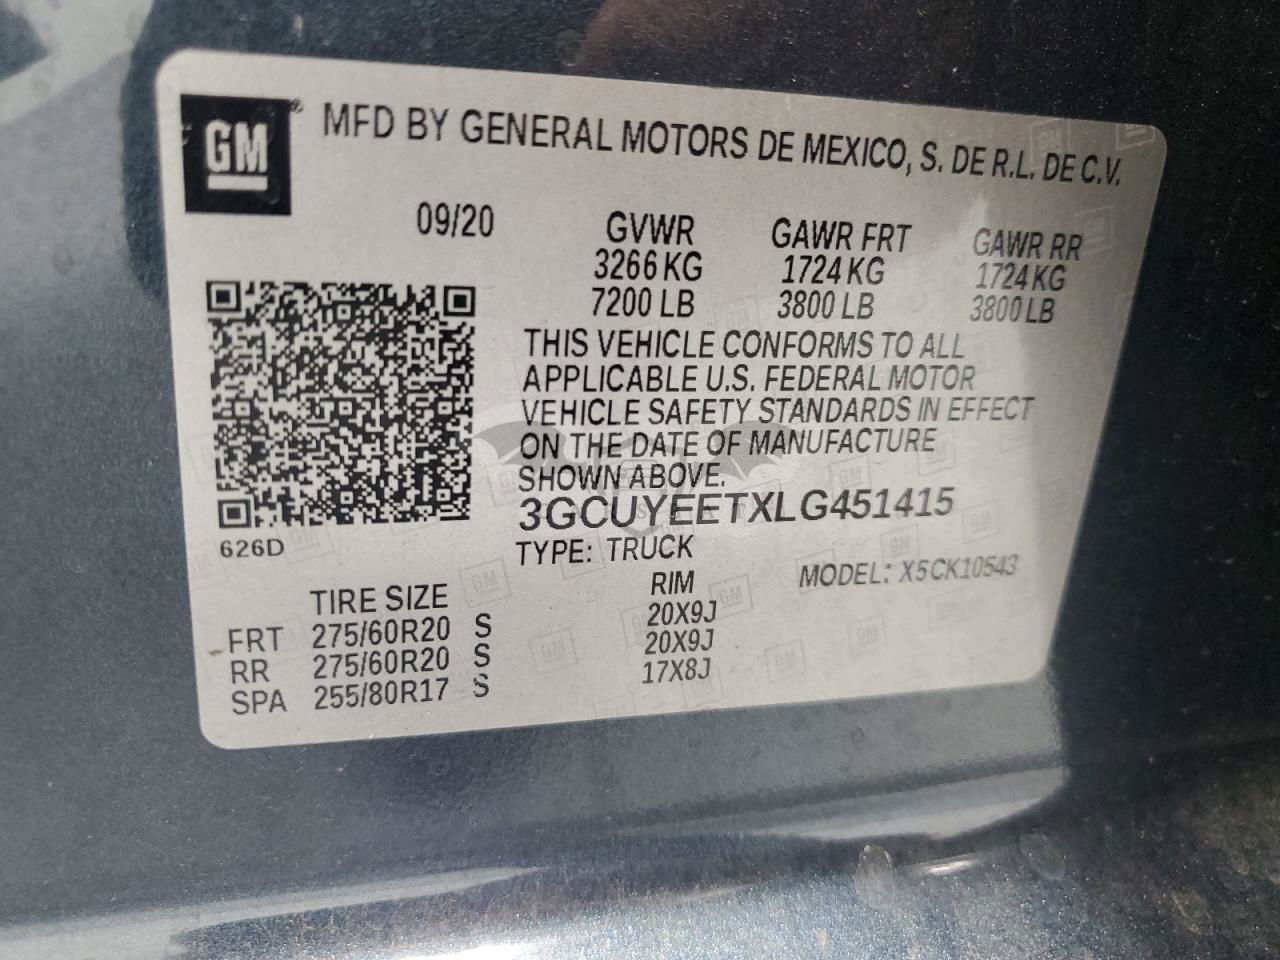 GM
MFD BY GENERAL MOTORS DE MEXICO, S. DE R.L. DE C.V.
09/20 GVWR GAWR FRT GAWR RR
3266 KG 1724 KG 1724 KG
7200 LB 3800 LB 3800 LB
THIS VEHICLE CONFORMS TO ALL
APPLICABLE U.S. FEDERAL MOTOR
VEHICLE SAFETY STANDARDS IN EFFECT
ON THE DATE OF MANUFACTURE
SHOWN ABOVE.
3GCUYEETXLG451415
626D
TYPE: TRUCK
MODEL: X5CK10543
TIRE SIZE RIM
FRT 275/60R20 S 20X9J
RR 275/60R20 S 20X9J
SPA 255/80R17 S 17X8J